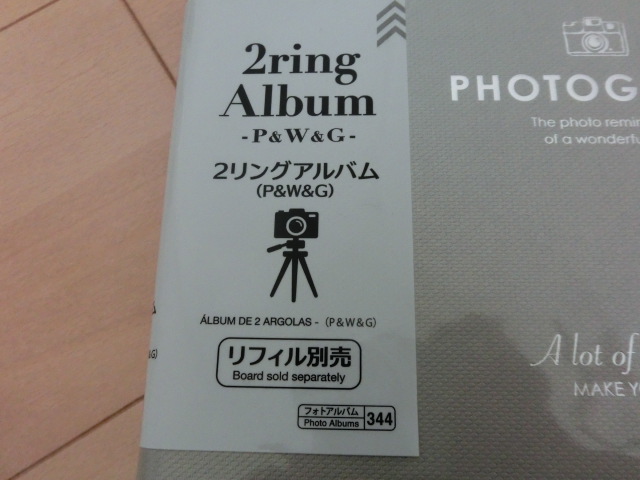 2ring
Album
-P&W&G-
2リングアルバム
(P&W&G)
ÁLBUM DE 2 ARGOLAS - (P&W&G)
リフィル別売
Board sold separately
フォトアルバム
Photo Albums
344
PHOTOG
The photo remin
of a wonderfu
A lot of
MAKE YO